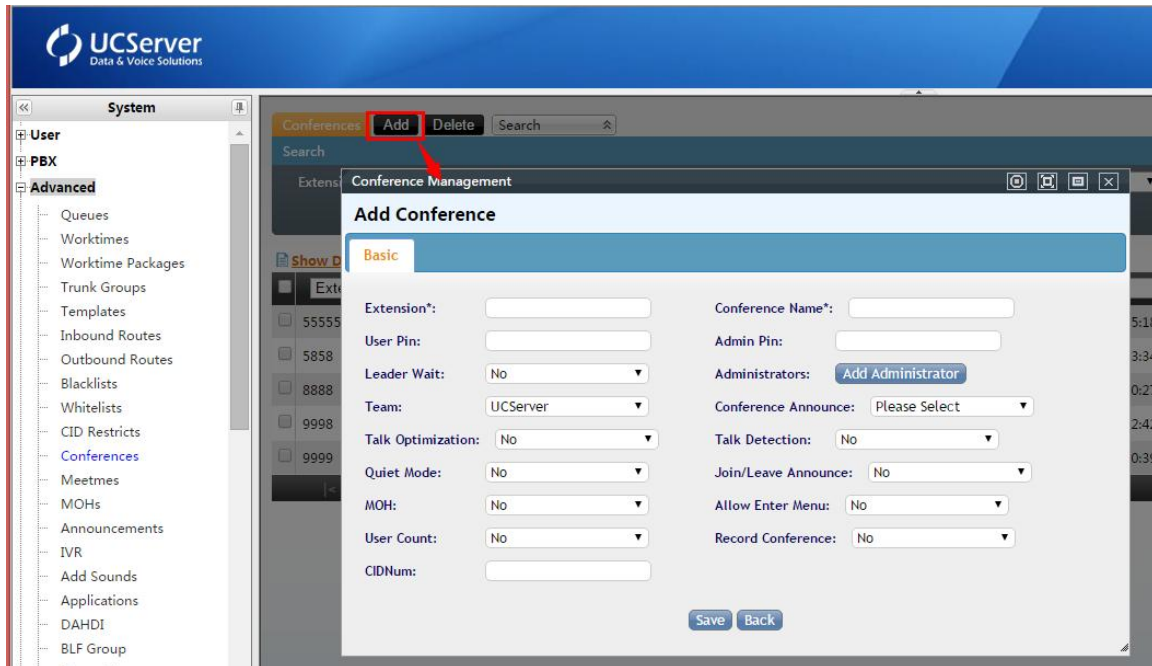 UCServer
Data & Voice Solutions
System
User
PBX
Advanced
Queues
Worktimes
Worktime Packages
Trunk Groups
Templates
Inbound Routes
Outbound Routes
Blacklists
Whitelists
CID Restricts
Conferences
Meetmes
MOHs
Announcements
IVR
Add Sounds
Applications
DAHDI
BLF Group
Conferences Add Delete Search
Search
Extensi
Show D
Exte
55555
5858
8888
9998
9999
Conference Management
Add Conference
Basic
Extension*: Conference Name*:
User Pin: Admin Pin:
Leader Wait: No Administrators: Add Administrator
Team: UCServer Conference Announce: Please Select
Talk Optimization: No Talk Detection: No
Quiet Mode: No Join/Leave Announce: No
MOH: No Allow Enter Menu: No
User Count: No Record Conference: No
CIDNum:
Save Back